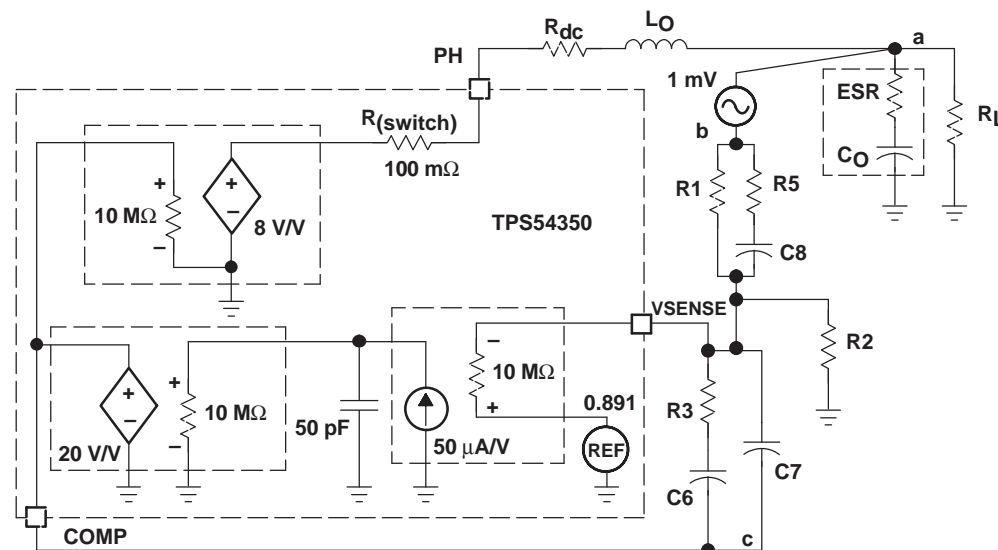 LO
Rdc
PH
a
1 mV
ESR
R(switch)
RL
b
CO
100 mΩ
R1
R5
+
+
10 MΩ
TPS54350
–
–
8 V/V
C8
VSENSE
–
R2
+
+
10 MΩ
10 MΩ
–
+
0.891
R3
–
50 pF
20 V/V
50 μA/V
REF
C7
C6
COMP
c